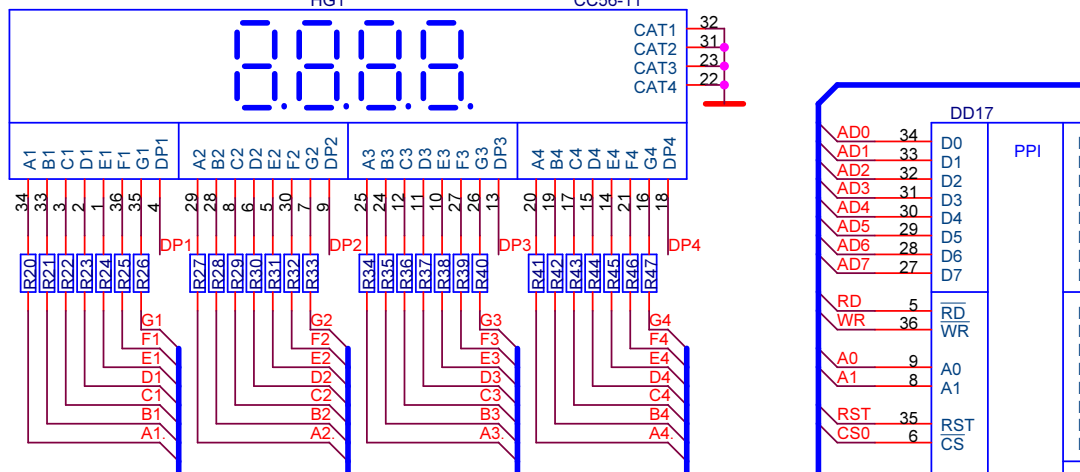 HG1 CC56-11
CAT1 32
CAT2 31
CAT3 23
CAT4 22
A1 B1 C1 D1 E1 F1 G1 DP1 A2 B2 C2 D2 E2 F2 G2 DP2 A3 B3 C3 D3 E3 F3 G3 DP3 A4 B4 C4 D4 E4 F4 G4 DP4
34 33 3 2 1 36 35 4 29 28 8 6 5 30 7 9 25 24 12 11 10 27 26 13 20 19 17 15 14 21 16 18
DP1 DP2 DP3 DP4
R20 R21 R22 R23 R24 R25 R26 R27 R28 R29 R30 R31 R32 R33 R34 R35 R36 R37 R38 R39 R40 R41 R42 R43 R44 R45 R46 R47
G1 G2 G3 G4
F1 F2 F3 F4
E1 E2 E3 E4
D1 D2 D3 D4
C1 C2 C3 C4
B1 B2 B3 B4
A1. A2. A3. A4.
DD17
PPI
AD0 34 D0
AD1 33 D1
AD2 32 D2
AD3 31 D3
AD4 30 D4
AD5 29 D5
AD6 28 D6
AD7 27 D7
RD 5 RD
WR 36 WR
A0 9 A0
A1 8 A1
RST 35 RST
CS0 6 CS